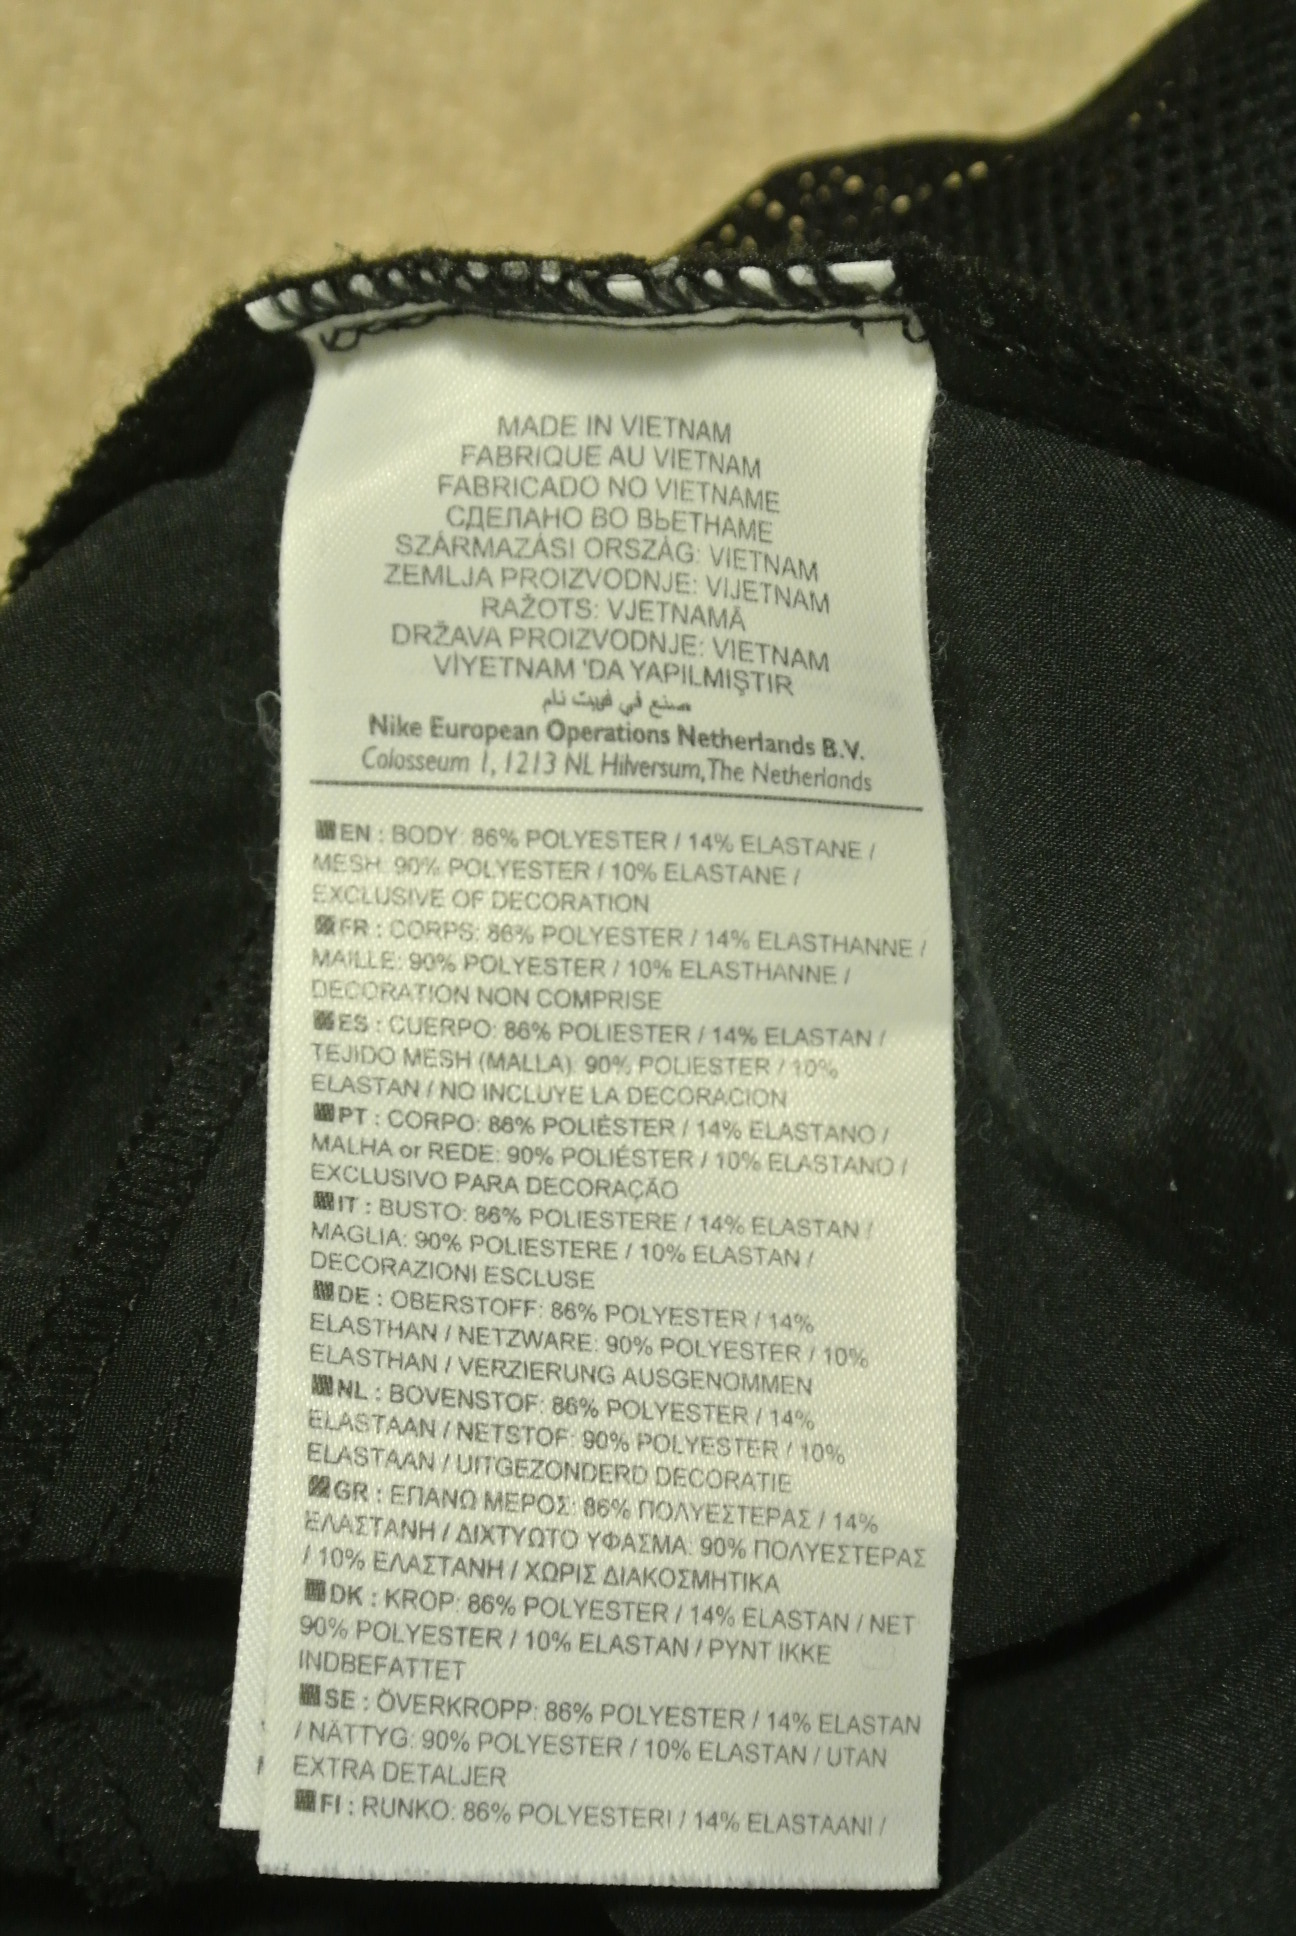 MADE IN VIETNAM
FABRIQUE AU VIETNAM
FABRICADO NO VIETNAME
СДЕЛАНО ВО ВЬЕТНАМЕ
SZÁRMAZÁSI ORSZÁG: VIETNAM
ZEMLJA PROIZVODNJE: VIJETNAM
RAŽOTS: VJETNAMĀ
DRŽAVA PROIZVODNJE: VIETNAM
VİYETNAM 'DA YAPILMIŞTIR
صنع في فييت نام
Nike European Operations Netherlands B.V.
Colosseum 1, 1213 NL Hilversum, The Netherlands
EN : BODY: 86% POLYESTER / 14% ELASTANE /
MESH: 90% POLYESTER / 10% ELASTANE /
EXCLUSIVE OF DECORATION
FR : CORPS: 86% POLYESTER / 14% ELASTHANNE /
MAILLE: 90% POLYESTER / 10% ELASTHANNE /
DECORATION NON COMPRISE
ES : CUERPO: 86% POLIESTER / 14% ELASTAN /
TEJIDO MESH (MALLA): 90% POLIESTER / 10%
ELASTAN / NO INCLUYE LA DECORACION
PT : CORPO: 86% POLIÉSTER / 14% ELASTANO /
MALHA or REDE: 90% POLIÉSTER / 10% ELASTANO /
EXCLUSIVO PARA DECORAÇÃO
IT : BUSTO: 86% POLIESTERE / 14% ELASTAN /
MAGLIA: 90% POLIESTERE / 10% ELASTAN /
DECORAZIONI ESCLUSE
DE : OBERSTOFF: 86% POLYESTER / 14%
ELASTHAN / NETZWARE: 90% POLYESTER / 10%
ELASTHAN / VERZIERUNG AUSGENOMMEN
NL : BOVENSTOF: 86% POLYESTER / 14%
ELASTAAN / NETSTOF: 90% POLYESTER / 10%
ELASTAAN / UITGEZONDERD DECORATIE
GR : ΕΠΑΝΩ ΜΕΡΟΣ: 86% ΠΟΛΥΕΣΤΕΡΑΣ / 14%
ΕΛΑΣΤΑΝΗ / ΔΙΧΤΥΩΤΟ ΥΦΑΣΜΑ: 90% ΠΟΛΥΕΣΤΕΡΑΣ
/ 10% ΕΛΑΣΤΑΝΗ / ΧΩΡΙΣ ΔΙΑΚΟΣΜΗΤΙΚΑ
DK : KROP: 86% POLYESTER / 14% ELASTAN / NET
90% POLYESTER / 10% ELASTAN / PYNT IKKE
INDBEFATTET
SE : ÖVERKROPP: 86% POLYESTER / 14% ELASTAN
/ NÄTTYG: 90% POLYESTER / 10% ELASTAN / UTAN
EXTRA DETALJER
FI : RUNKO: 86% POLYESTERI / 14% ELASTAANI /